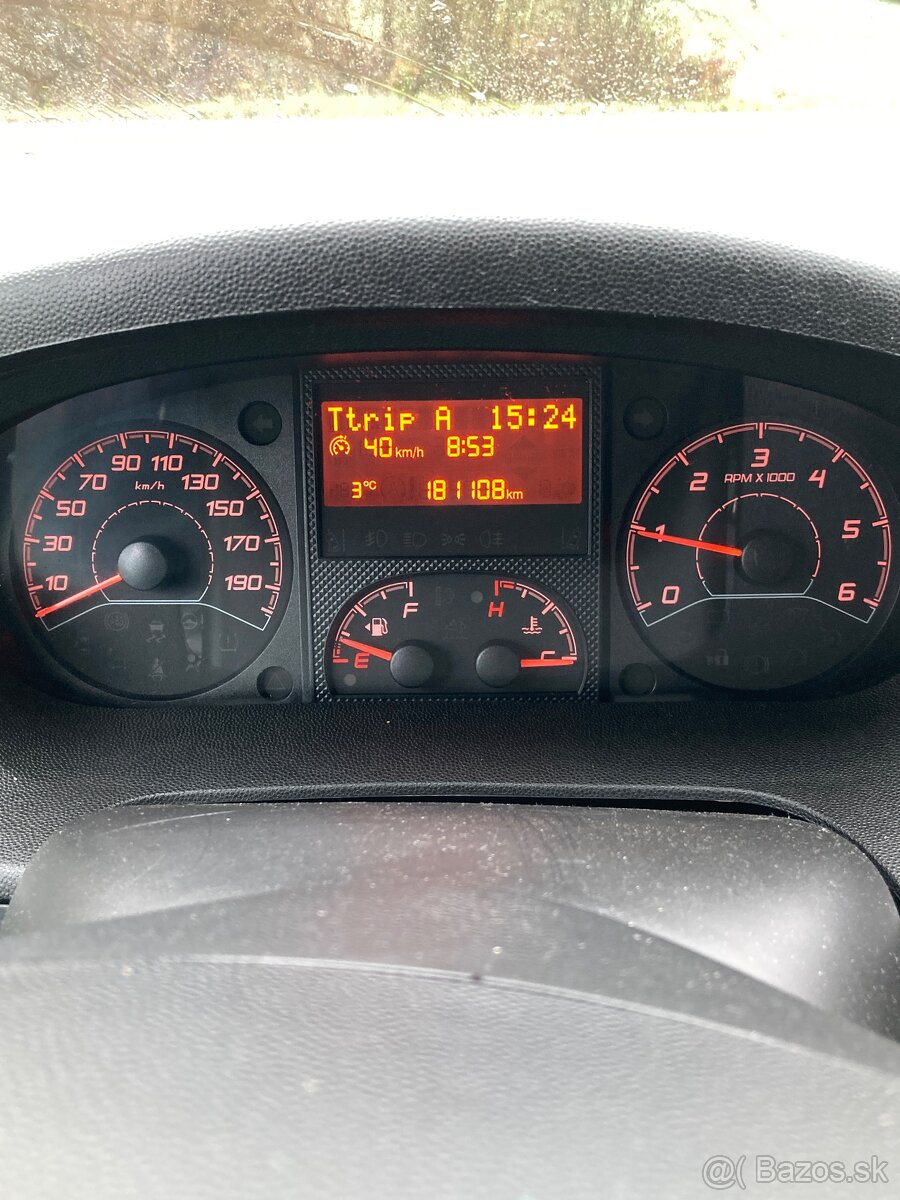 Ttrip A 15:24
40 km/h 8:53
3°C 181108 km
10 30 50 70 90 110 130 150 170 190
km/h
F
E
H
C
0 1 2 3 4 5 6
RPM X 1000
@( Bazos.sk